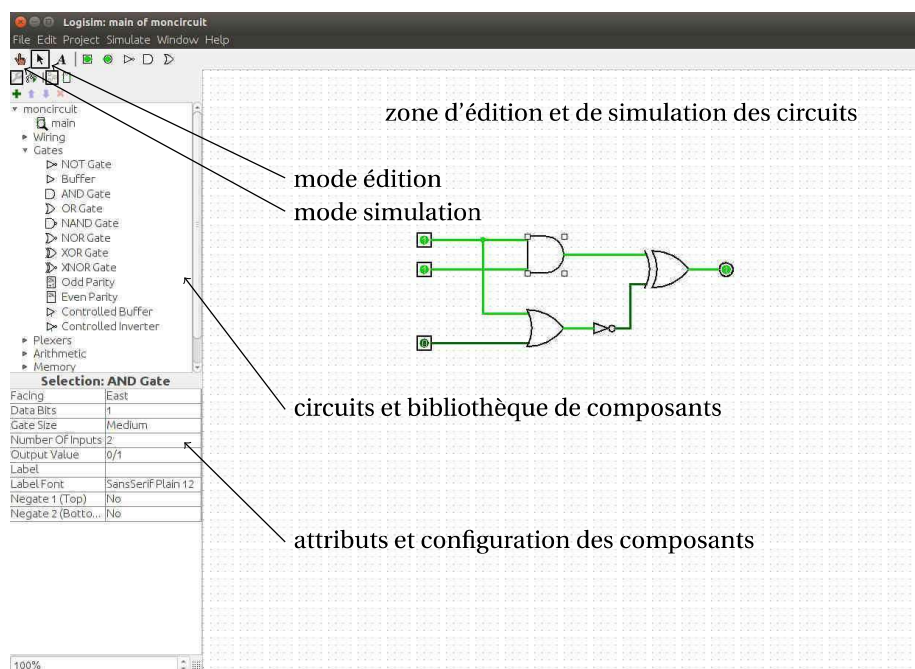 Logisim: main of moncircuit
File Edit Project Simulate Window Help
A
zone d'édition et de simulation des circuits
mode édition
mode simulation
moncircuit
main
Wiring
Gates
NOT Gate
Buffer
AND Gate
OR Gate
NAND Gate
NOR Gate
XOR Gate
XNOR Gate
Odd Parity
Even Parity
Controlled Buffer
Controlled Inverter
Plexers
Arithmetic
Memory
circuits et bibliothèque de composants
Selection: AND Gate
Facing East
Data Bits 1
Gate Size Medium
Number Of Inputs 2
Output Value 0/1
Label
Label Font SansSerif Plain 12
Negate 1 (Top) No
Negate 2 (Botto... No
attributs et configuration des composants
100%